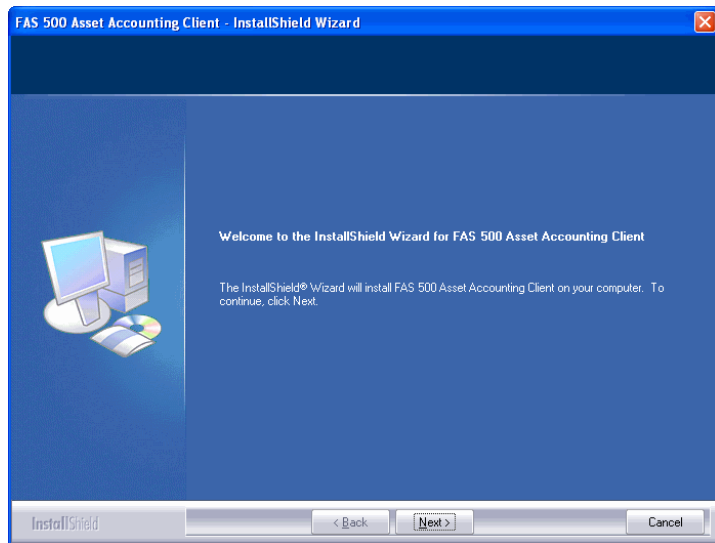 FAS 500 Asset Accounting Client - InstallShield Wizard
Welcome to the InstallShield Wizard for FAS 500 Asset Accounting Client
The InstallShield® Wizard will install FAS 500 Asset Accounting Client on your computer. To
continue, click Next.
InstallShield
< Back
Next >
Cancel